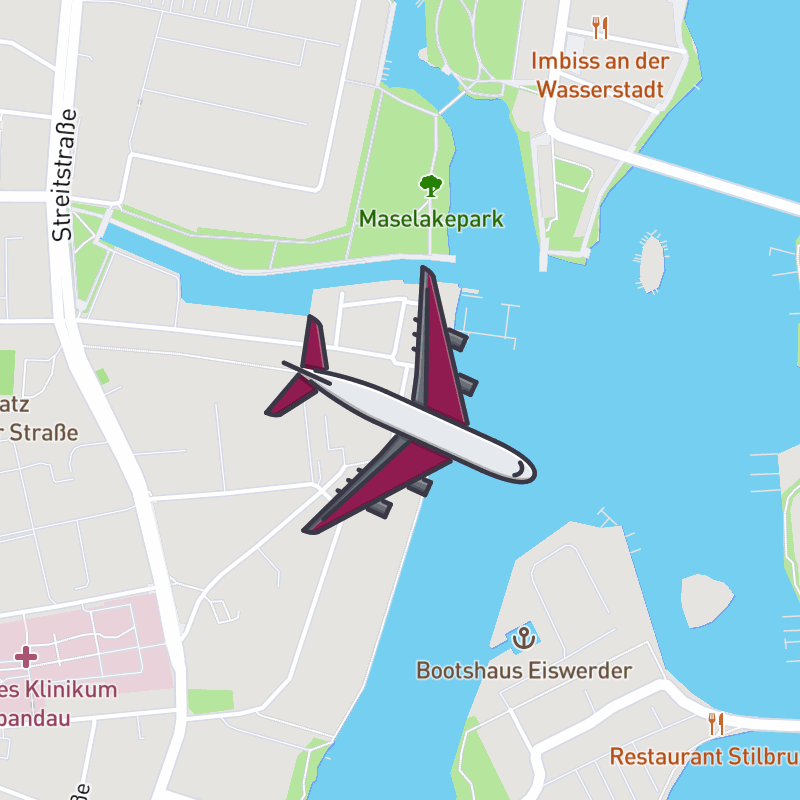 Imbiss an der
Wasserstadt
Streitstraße
Maselakepark
atz
r Straße
Bootshaus Eiswerder
es Klinikum
pandau
Restaurant Stilbru
ße